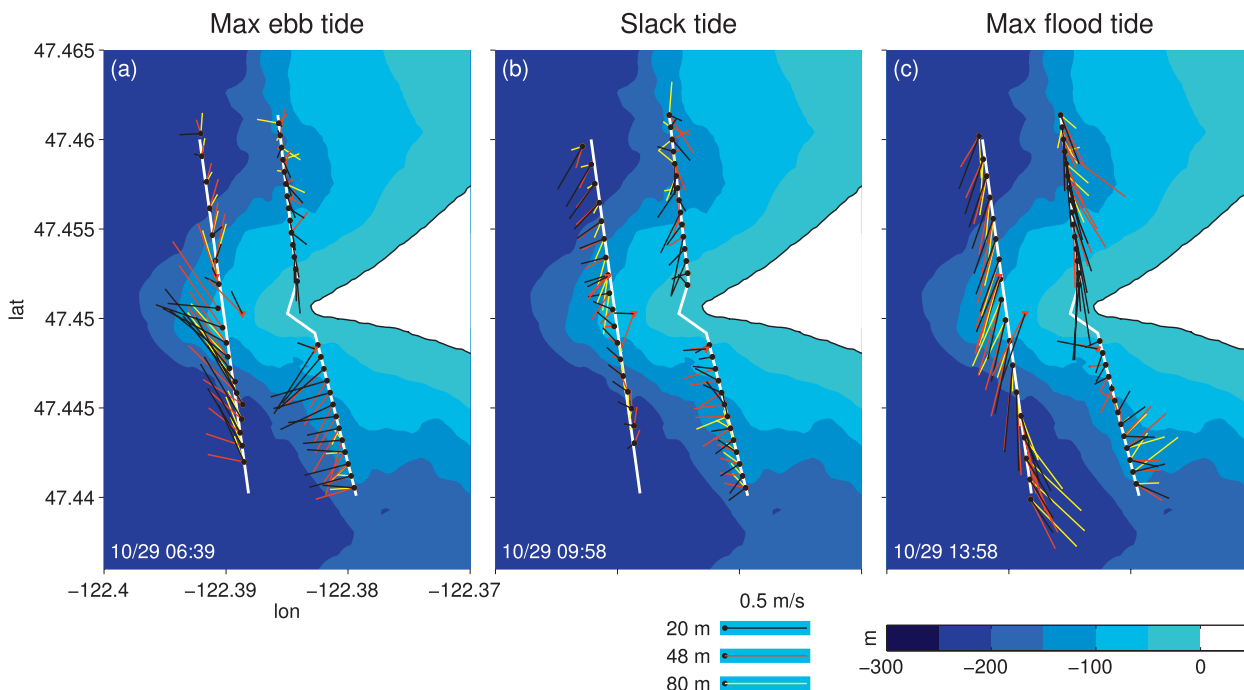 Max ebb tide
Slack tide
Max flood tide
(a)
(b)
(c)
47.465
47.46
47.455
47.45
47.445
47.44
lat
10/29 06:39
10/29 09:58
10/29 13:58
−122.4
−122.39
−122.38
−122.37
lon
0.5 m/s
20 m
48 m
80 m
m
−300
−200
−100
0